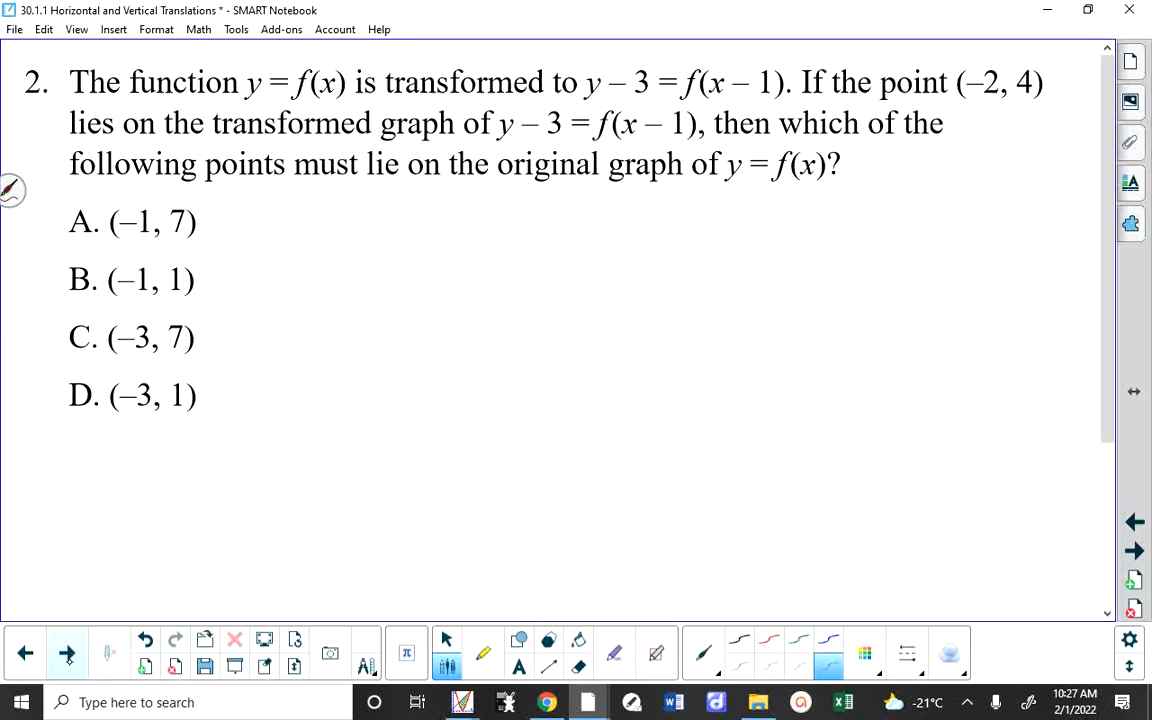 30.1.1 Horizontal and Vertical Translations * - SMART Notebook
File Edit View Insert Format Math Tools Add-ons Account Help
2. The function y = f(x) is transformed to y – 3 = f(x – 1). If the point (–2, 4)
lies on the transformed graph of y – 3 = f(x – 1), then which of the
following points must lie on the original graph of y = f(x)?
A. (–1, 7)
B. (–1, 1)
C. (–3, 7)
D. (–3, 1)
Type here to search
-21°C
10:27 AM
2/1/2022